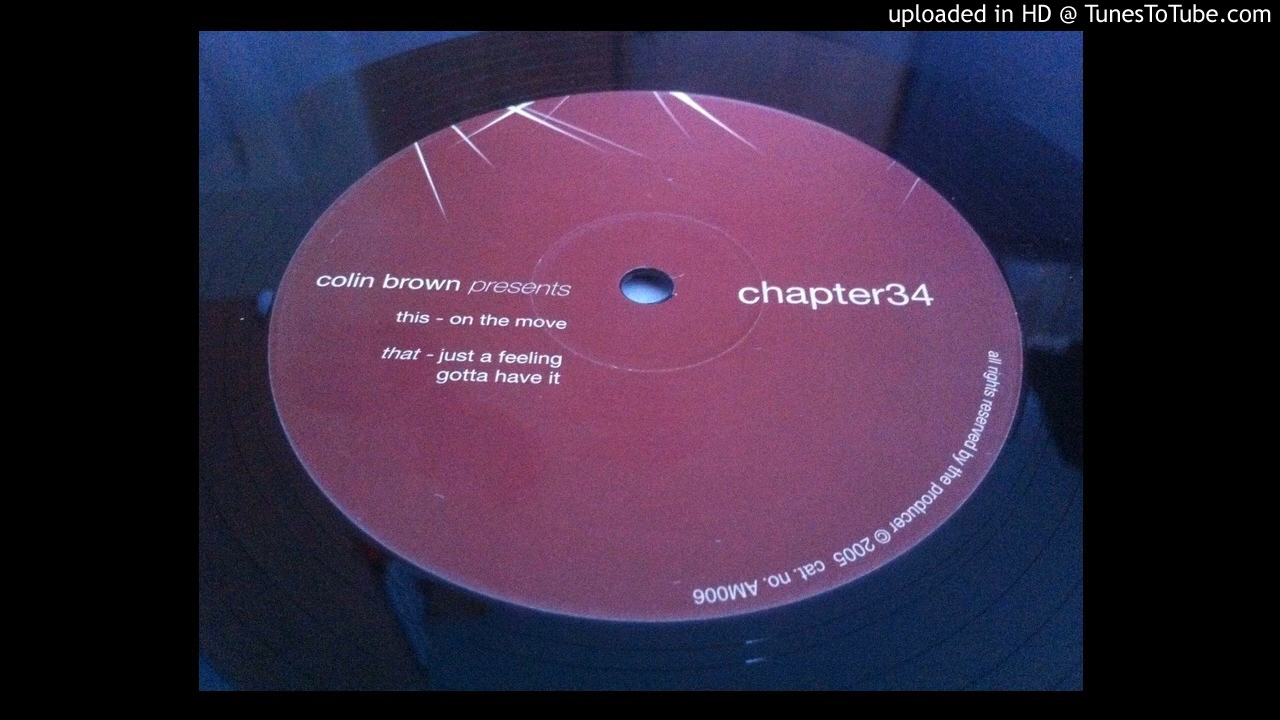 uploaded in HD @ TunesToTube.com
colin brown presents
chapter34
this - on the move
that - just a feeling
gotta have it
all rights reserved by the producer © 2005 cat. no. AM006